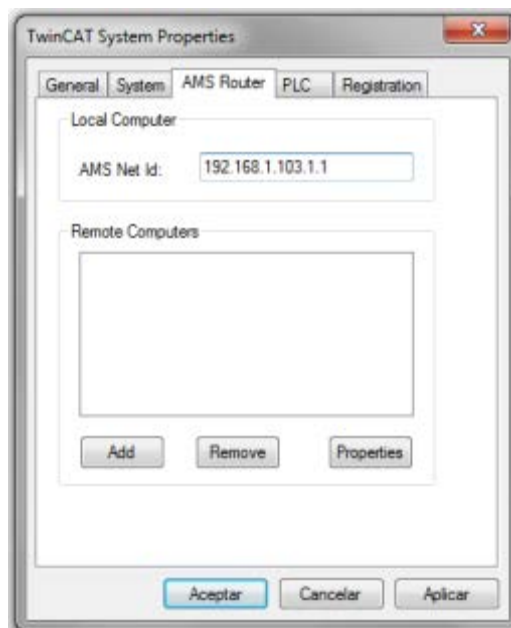 TwinCAT System Properties
General System AMS Router PLC Registration
Local Computer
AMS Net Id: 192.168.1.103.1.1
Remote Computers
Add Remove Properties
Aceptar Cancelar Aplicar